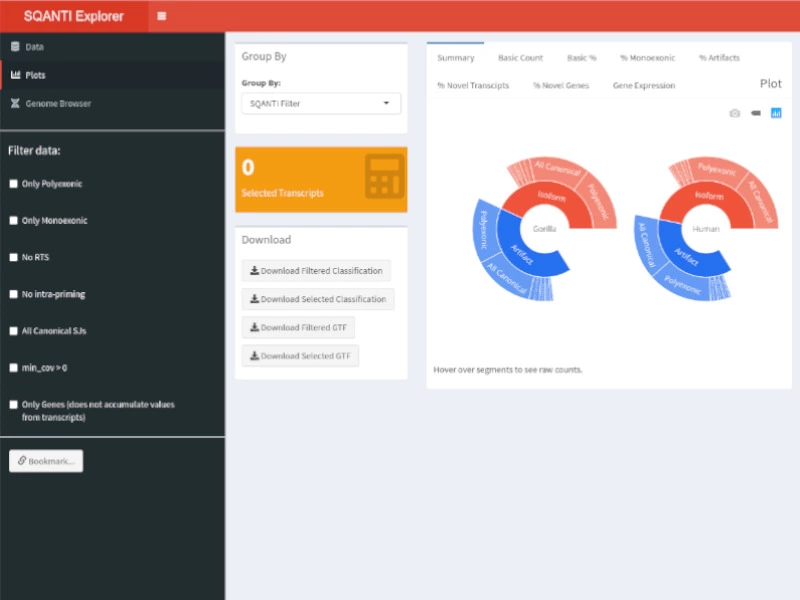 SQANTI Explorer
Data
Plots
Genome Browser
Filter data:
Only Polyexonic
Only Monoexonic
No RTS
No intra-priming
All Canonical SJs
min_cov > 0
Only Genes (does not accumulate values
from transcripts)
Bookmark...
Group By
Group By:
SQANTI Filter
0
Selected Transcripts
Download
Download Filtered Classification
Download Selected Classification
Download Filtered GTF
Download Selected GTF
Summary
Basic Count
Basic %
% Monoexonic
% Artifacts
% Novel Transcipts
% Novel Genes
Gene Expression
Plot
All Canonical
Polyexonic
Isoform
Gorilla
Artifact
Polyexonic
All Canonical
Polyexonic
All Canonical
Isoform
Human
Artifact
All Canonical
Polyexonic
Hover over segments to see raw counts.